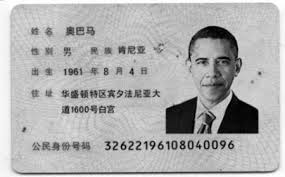 姓名 奥巴马
性别 男 民族 肯尼亚
出生 1961 年 8 月 4 日
住址 华盛顿特区宾夕法尼亚大
道1600号白宫
公民身份号码 32622196108040096